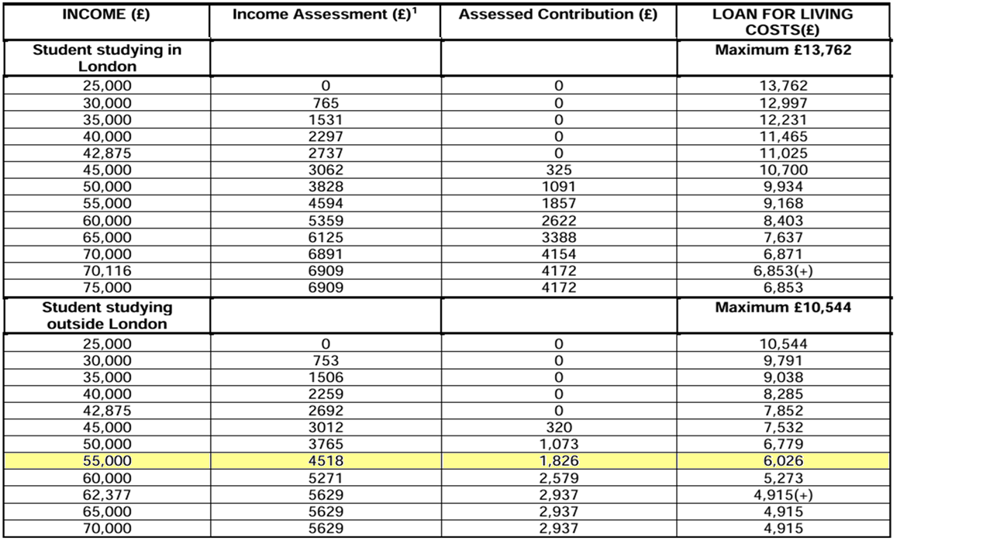 INCOME (£) Income Assessment (£)¹ Assessed Contribution (£) LOAN FOR LIVING
COSTS(£)
Student studying in Maximum £13,762
London
25,000 0 0 13,762
30,000 765 0 12,997
35,000 1531 0 12,231
40,000 2297 0 11,465
42,875 2737 0 11,025
45,000 3062 325 10,700
50,000 3828 1091 9,934
55,000 4594 1857 9,168
60,000 5359 2622 8,403
65,000 6125 3388 7,637
70,000 6891 4154 6,871
70,116 6909 4172 6,853(+)
75,000 6909 4172 6,853
Student studying Maximum £10,544
outside London
25,000 0 0 10,544
30,000 753 0 9,791
35,000 1506 0 9,038
40,000 2259 0 8,285
42,875 2692 0 7,852
45,000 3012 320 7,532
50,000 3765 1,073 6,779
55,000 4518 1,826 6,026
60,000 5271 2,579 5,273
62,377 5629 2,937 4,915(+)
65,000 5629 2,937 4,915
70,000 5629 2,937 4,915